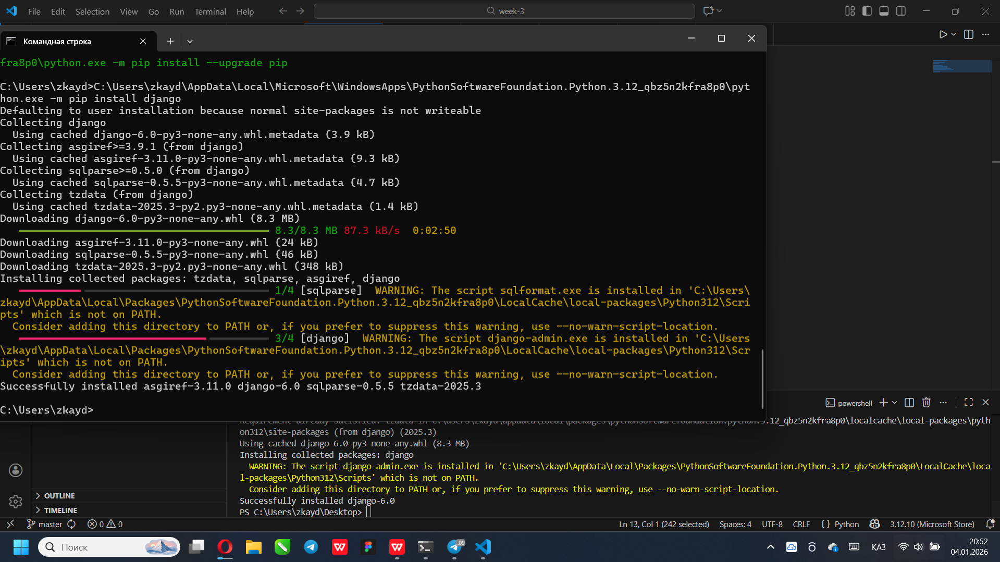 File Edit Selection View Go Run Terminal Help
week-3
Командная строка
fra8p0\python.exe -m pip install --upgrade pip
C:\Users\zkayd>C:\Users\zkayd\AppData\Local\Microsoft\WindowsApps\PythonSoftwareFoundation.Python.3.12_qbz5n2kfra8p0\pyt
hon.exe -m pip install django
Defaulting to user installation because normal site-packages is not writeable
Collecting django
Using cached django-6.0-py3-none-any.whl.metadata (3.9 kB)
Collecting asgiref>=3.9.1 (from django)
Using cached asgiref-3.11.0-py3-none-any.whl.metadata (9.3 kB)
Collecting sqlparse>=0.5.0 (from django)
Using cached sqlparse-0.5.5-py3-none-any.whl.metadata (4.7 kB)
Collecting tzdata (from django)
Using cached tzdata-2025.3-py2.py3-none-any.whl.metadata (1.4 kB)
Downloading django-6.0-py3-none-any.whl (8.3 MB)
8.3/8.3 MB 87.3 kB/s 0:02:50
Downloading asgiref-3.11.0-py3-none-any.whl (24 kB)
Downloading sqlparse-0.5.5-py3-none-any.whl (46 kB)
Downloading tzdata-2025.3-py2.py3-none-any.whl (348 kB)
Installing collected packages: tzdata, sqlparse, asgiref, django
1/4 [sqlparse] WARNING: The script sqlformat.exe is installed in 'C:\Users\
zkayd\AppData\Local\Packages\PythonSoftwareFoundation.Python.3.12_qbz5n2kfra8p0\LocalCache\local-packages\Python312\Scri
pts' which is not on PATH.
Consider adding this directory to PATH or, if you prefer to suppress this warning, use --no-warn-script-location.
3/4 [django] WARNING: The script django-admin.exe is installed in 'C:\Users
\zkayd\AppData\Local\Packages\PythonSoftwareFoundation.Python.3.12_qbz5n2kfra8p0\LocalCache\local-packages\Python312\Scr
ipts' which is not on PATH.
Consider adding this directory to PATH or, if you prefer to suppress this warning, use --no-warn-script-location.
Successfully installed asgiref-3.11.0 django-6.0 sqlparse-0.5.5 tzdata-2025.3
C:\Users\zkayd>
powershell
Requirement already satisfied: tzdata in c:\users\zkayd\appdata\local\packages\pythonsoftwarefoundation.python.3.12_qbz5n2kfra8p0\localcache\local-packages\pyth
on312\site-packages (from django) (2025.3)
Using cached django-6.0-py3-none-any.whl (8.3 MB)
Installing collected packages: django
WARNING: The script django-admin.exe is installed in 'C:\Users\zkayd\AppData\Local\Packages\PythonSoftwareFoundation.Python.3.12_qbz5n2kfra8p0\LocalCache\loca
l-packages\Python312\Scripts' which is not on PATH.
Consider adding this directory to PATH or, if you prefer to suppress this warning, use --no-warn-script-location.
Successfully installed django-6.0
PS C:\Users\zkayd\Desktop>
OUTLINE
TIMELINE
master 0 0 Ln 13, Col 1 (242 selected) Spaces: 4 UTF-8 CRLF { } Python 3.12.10 (Microsoft Store)
Поиск
.09
ҚАЗ
20:52
04.01.2026